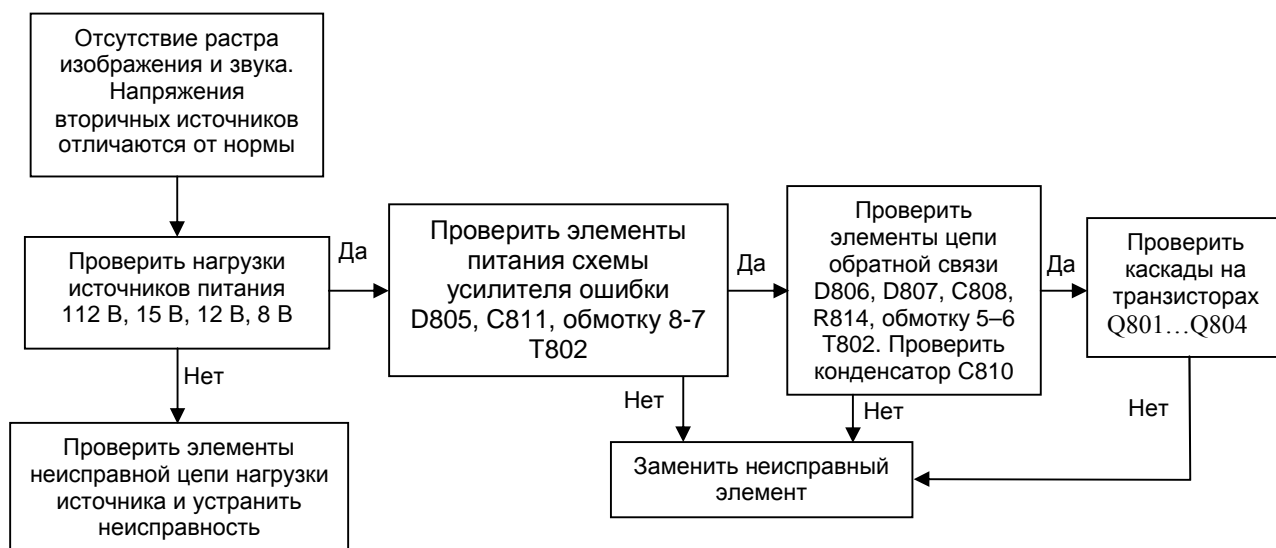 Отсутствие растра
изображения и звука.
Напряжения
вторичных источников
отличаются от нормы
Проверить нагрузки
источников питания
112 В, 15 В, 12 В, 8 В
Да
Проверить элементы
питания схемы
усилителя ошибки
D805, C811, обмотку 8-7
T802
Да
Проверить
элементы цепи
обратной связи
D806, D807, C808,
R814, обмотку 5–6
T802. Проверить
конденсатор C810
Да
Проверить
каскады на
транзисторах
Q801…Q804
Нет
Нет
Нет
Нет
Проверить элементы
неисправной цепи нагрузки
источника и устранить
неисправность
Заменить неисправный
элемент